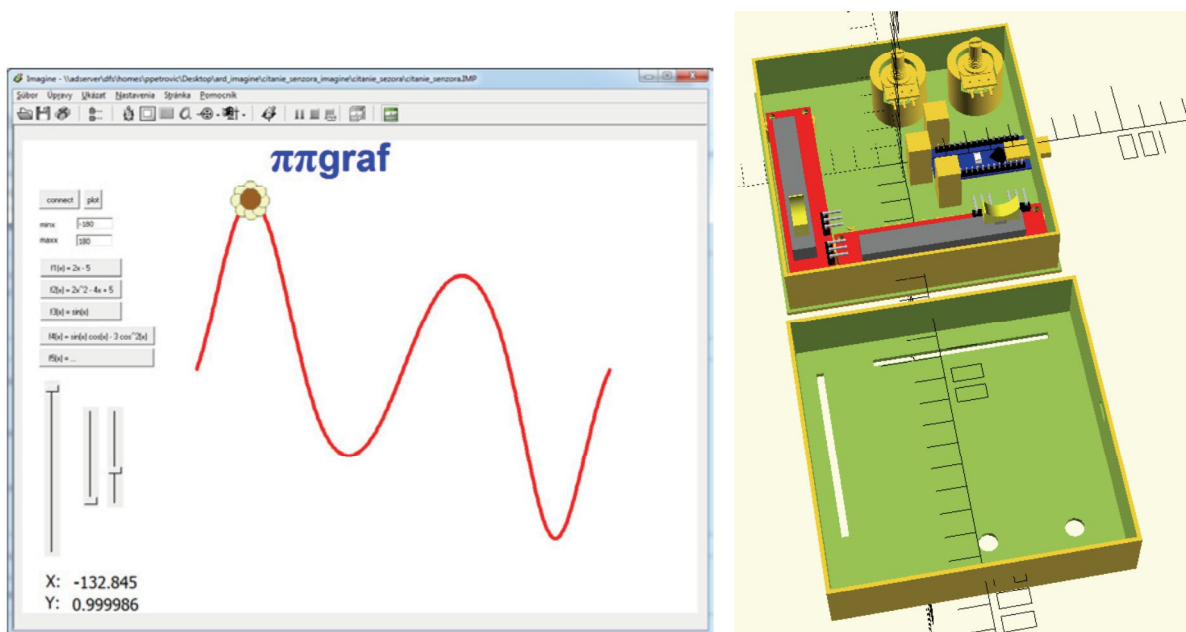 Imagine - \\adserver\dfs\homes\ppetrovic\Desktop\ard_imagine\citanie_senzora_imagine\citanie_sezora\citanie_senzora.IMP
Súbor Úpravy Ukázat Nastavenia Stránka Pomocník
ππgraf
connect plot
minx -180
maxx 180
f1(x) = 2x - 5
f2(x) = 2x^2 - 4x + 5
f3(x) = sin(x)
f4(x) = sin(x) cos(x) - 3 cos^2(x)
f5(x) = ...
X: -132.845
Y: 0.999986